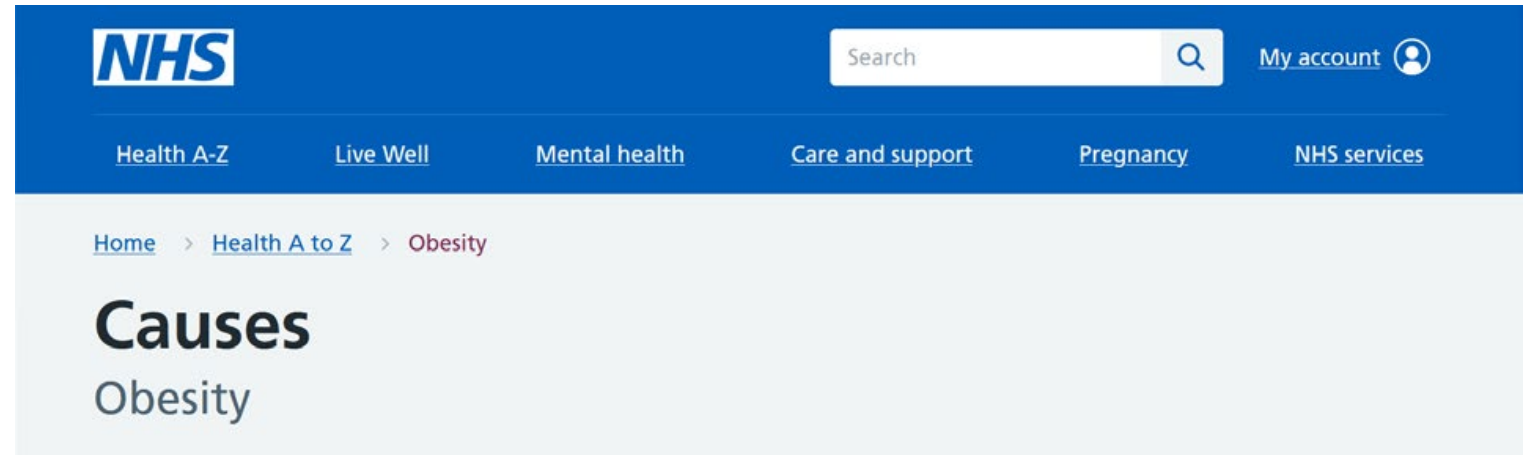 NHS
Search
My account
Health A-Z Live Well Mental health Care and support Pregnancy NHS services
Home > Health A to Z > Obesity
Causes
Obesity